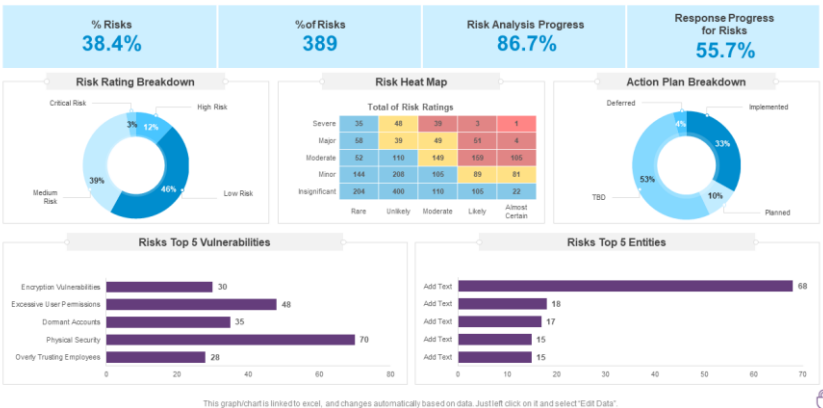 % Risks
38.4%
%of Risks
389
Risk Analysis Progress
86.7%
Response Progress
for Risks
55.7%
Risk Rating Breakdown
Critical Risk
High Risk
3%
12%
39%
46%
Medium
Risk
Low Risk
Risk Heat Map
Total of Risk Ratings
Severe 35 48 39 3 1
Major 58 39 49 51 4
Moderate 52 110 149 159 105
Minor 144 208 105 89 81
Insignificant 204 400 110 105 22
Rare Unlikely Moderate Likely Almost
Certain
Action Plan Breakdown
Deferred
Implemented
4%
33%
53%
10%
TBD
Planned
Risks Top 5 Vulnerabilities
Encryption Vulnerabilities 30
Excessive User Permissions 48
Dormant Accounts 35
Physical Security 70
Overly Trusting Employees 28
0 20 40 60 80
Risks Top 5 Entities
Add Text 68
Add Text 18
Add Text 17
Add Text 15
Add Text 15
0 10 20 30 40 50 60 70
This graph/chart is linked to excel, and changes automatically based on data. Just left click on it and select "Edit Data".